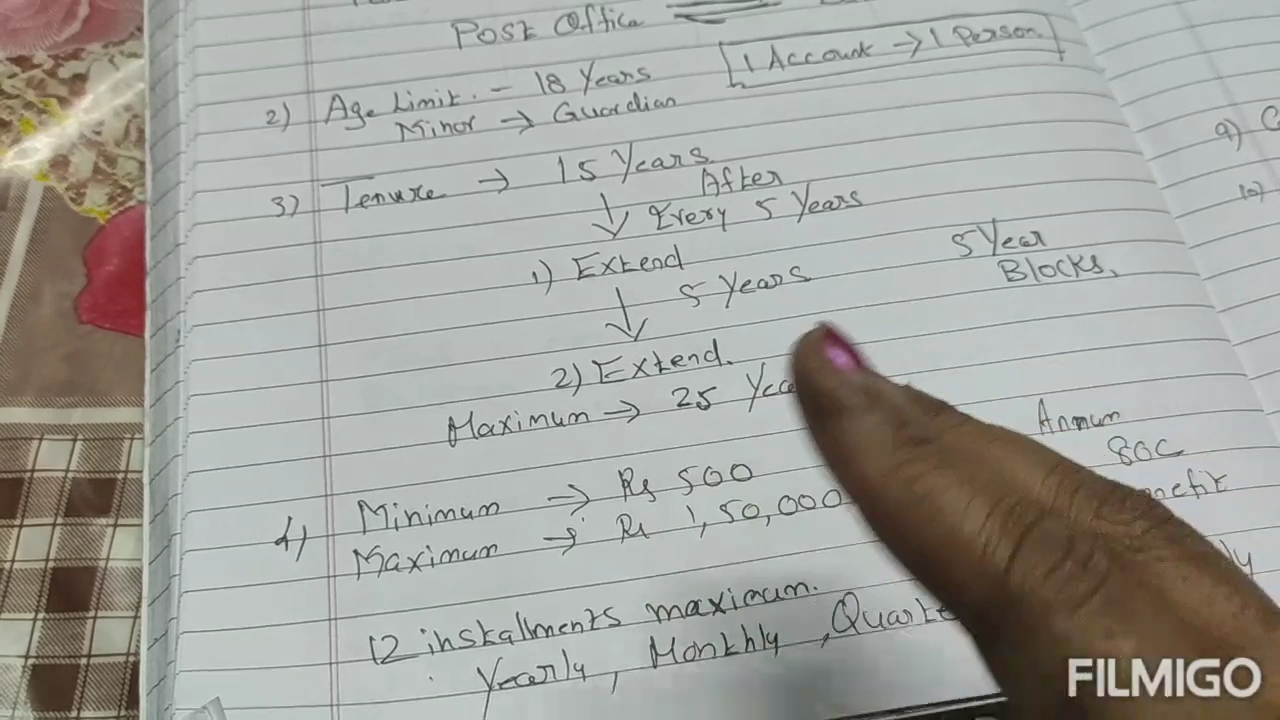 Post Office
[1 Account → 1 Person]
2) Age Limit. - 18 Years
Minor → Guardian
3) Tenure → 15 Years
After
↓ Every 5 Years
1) Extend
↓ 5 Years
5 Year
Blocks.
2) Extend.
Maximum → 25
4) Minimum → Rs 500
Maximum → Rs 1,50,000
Annum
80C
12 installments maximum.
Yearly, Monthly,
9)
10)
FILMIGO